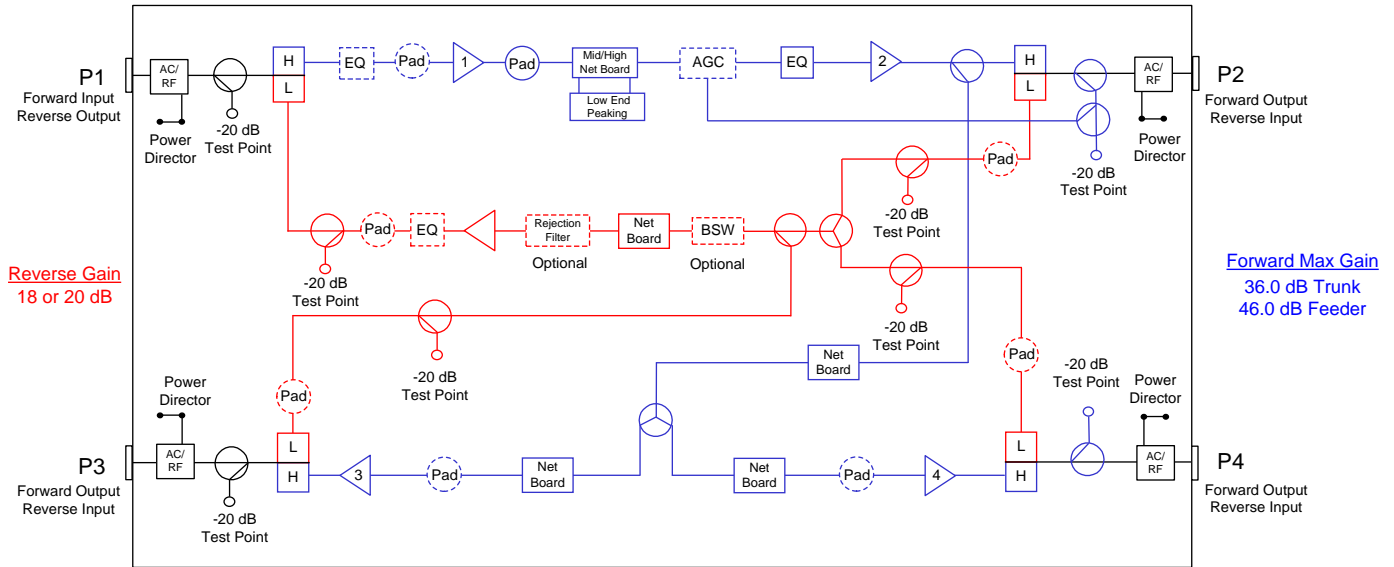 P1
Forward Input
Reverse Output
AC/
RF
Power
Director
-20 dB
Test Point
H
L
EQ
Pad
1
Pad
Mid/High
Net Board
Low End
Peaking
AGC
EQ
2
H
L
AC/
RF
P2
Forward Output
Reverse Input
-20 dB
Test Point
Power
Director
Pad
-20 dB
Test Point
Pad
EQ
Rejection
Filter
Optional
Net
Board
BSW
Optional
-20 dB
Test Point
-20 dB
Test Point
Reverse Gain
18 or 20 dB
Forward Max Gain
36.0 dB Trunk
46.0 dB Feeder
-20 dB
Test Point
Pad
Net
Board
Pad
-20 dB
Test Point
Power
Director
Power
Director
P3
Forward Output
Reverse Input
AC/
RF
-20 dB
Test Point
L
H
3
Pad
Net
Board
Net
Board
Pad
4
L
H
AC/
RF
P4
Forward Output
Reverse Input